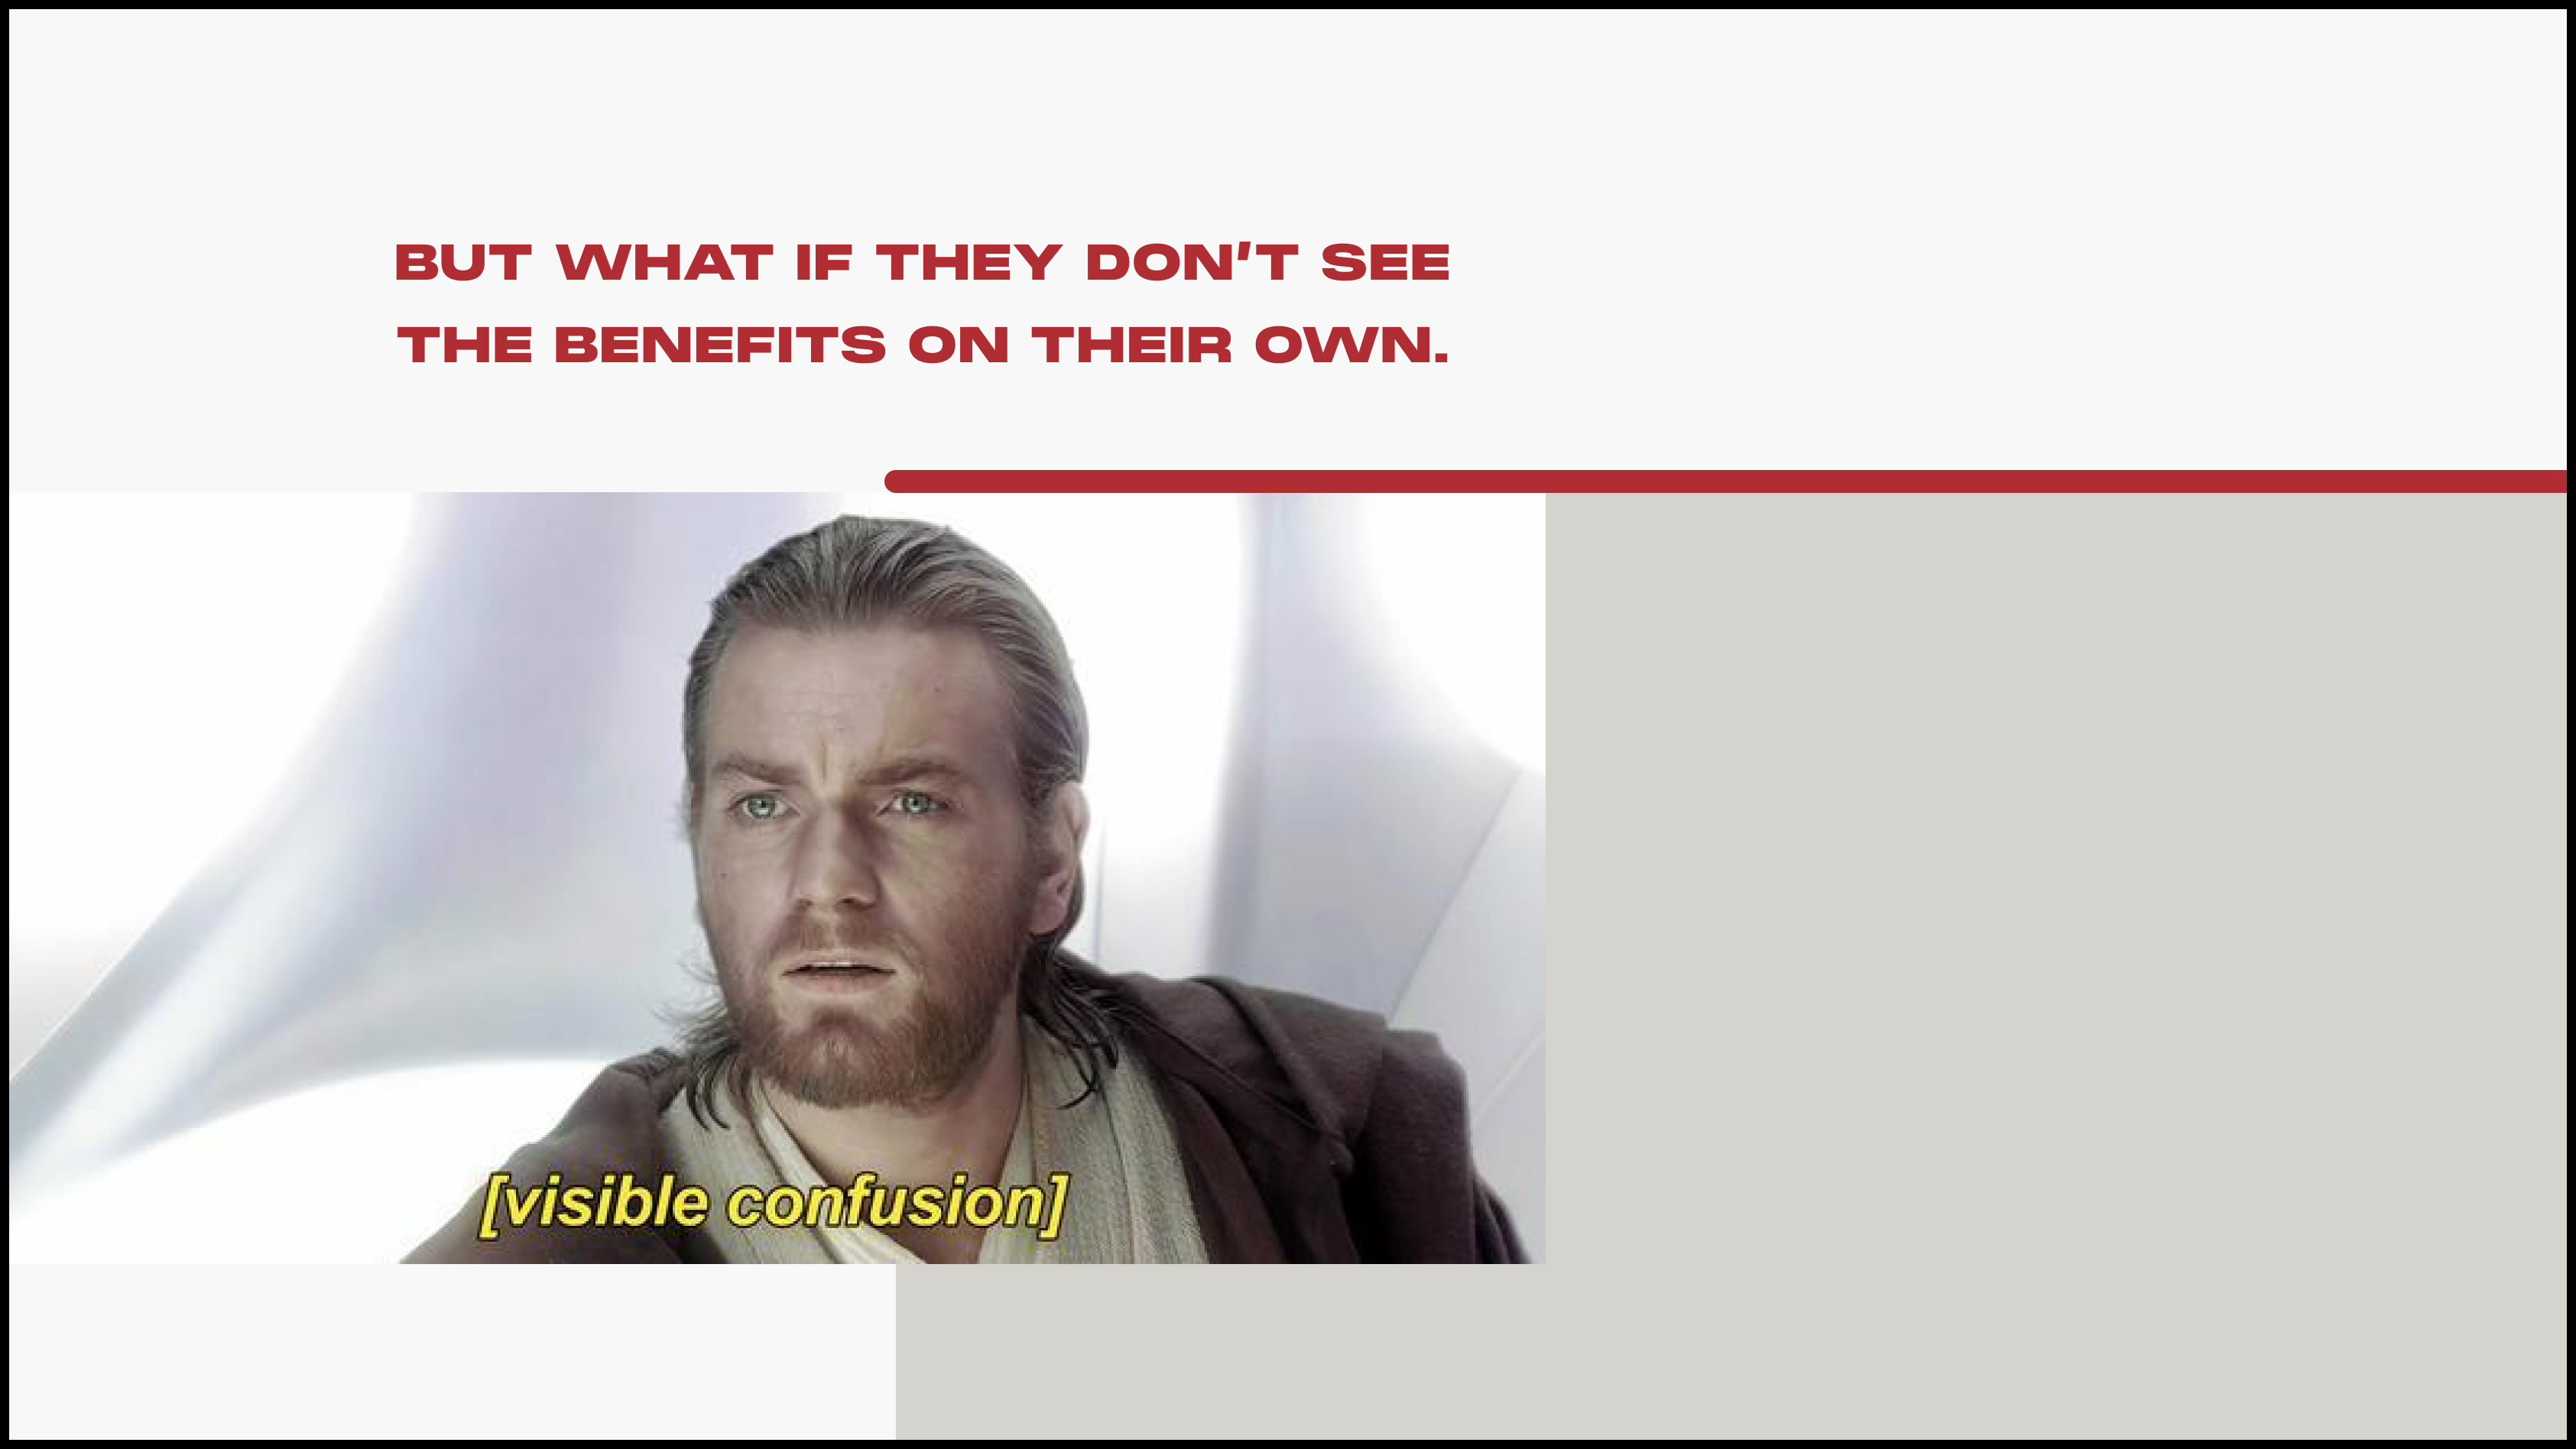 BUT WHAT IF THEY DON'T SEE
THE BENEFITS ON THEIR OWN.
[visible confusion]